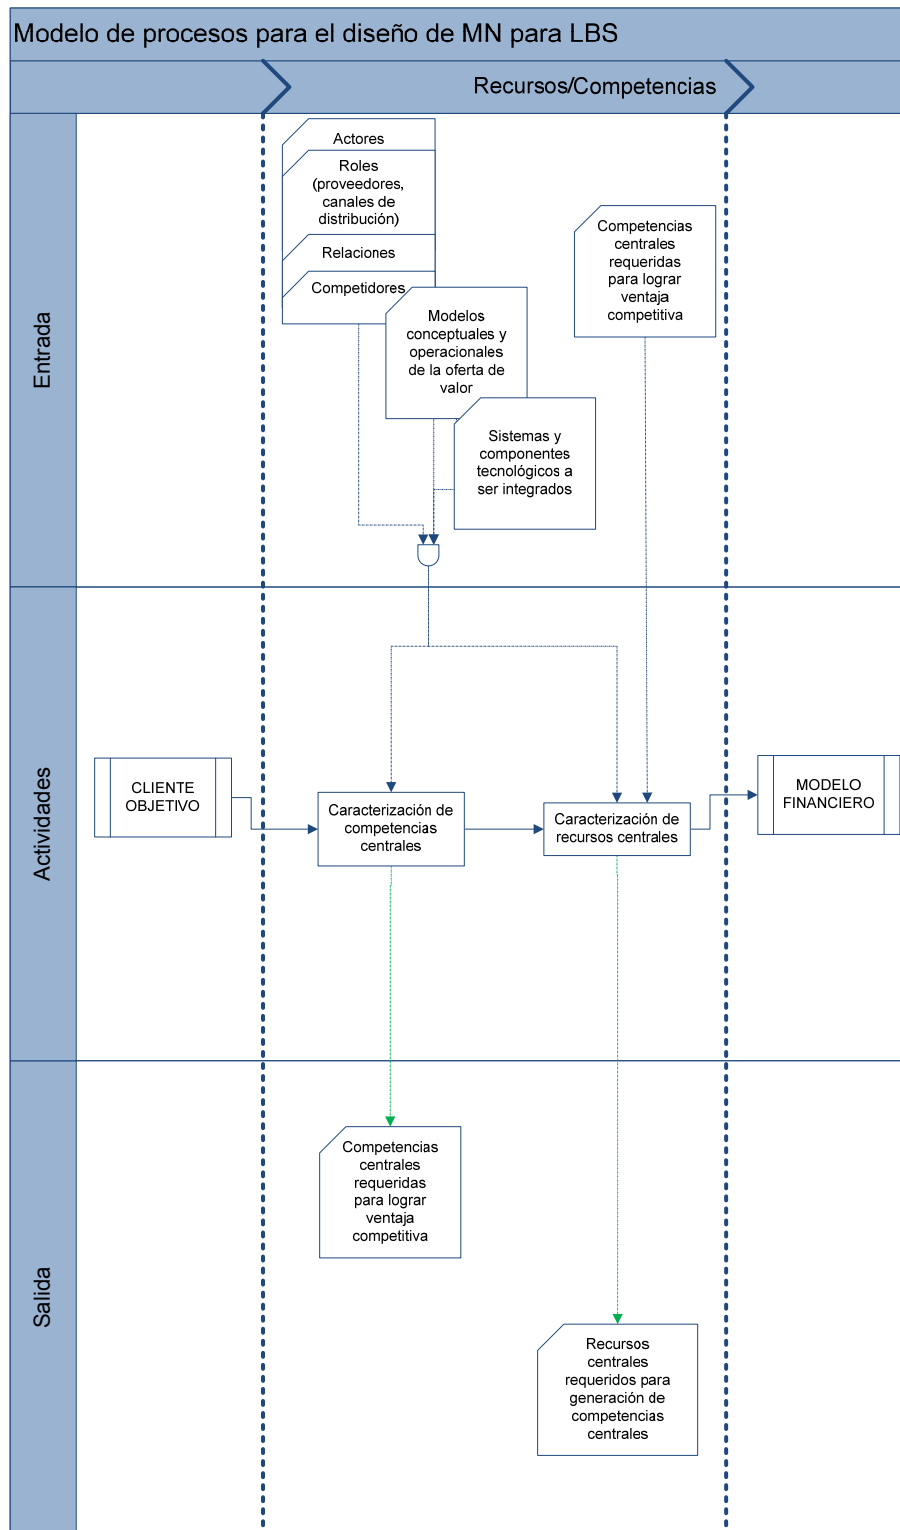 Modelo de procesos para el diseño de MN para LBS
Recursos/Competencias
Entrada
Actores
Roles
(proveedores,
canales de
distribución)
Relaciones
Competidores
Modelos
conceptuales y
operacionales
de la oferta de
valor
Sistemas y
componentes
tecnológicos a
ser integrados
Competencias
centrales
requeridas
para lograr
ventaja
competitiva
Actividades
CLIENTE
OBJETIVO
Caracterización de
competencias
centrales
Caracterización de
recursos centrales
MODELO
FINANCIERO
Salida
Competencias
centrales
requeridas
para lograr
ventaja
competitiva
Recursos
centrales
requeridos para
generación de
competencias
centrales